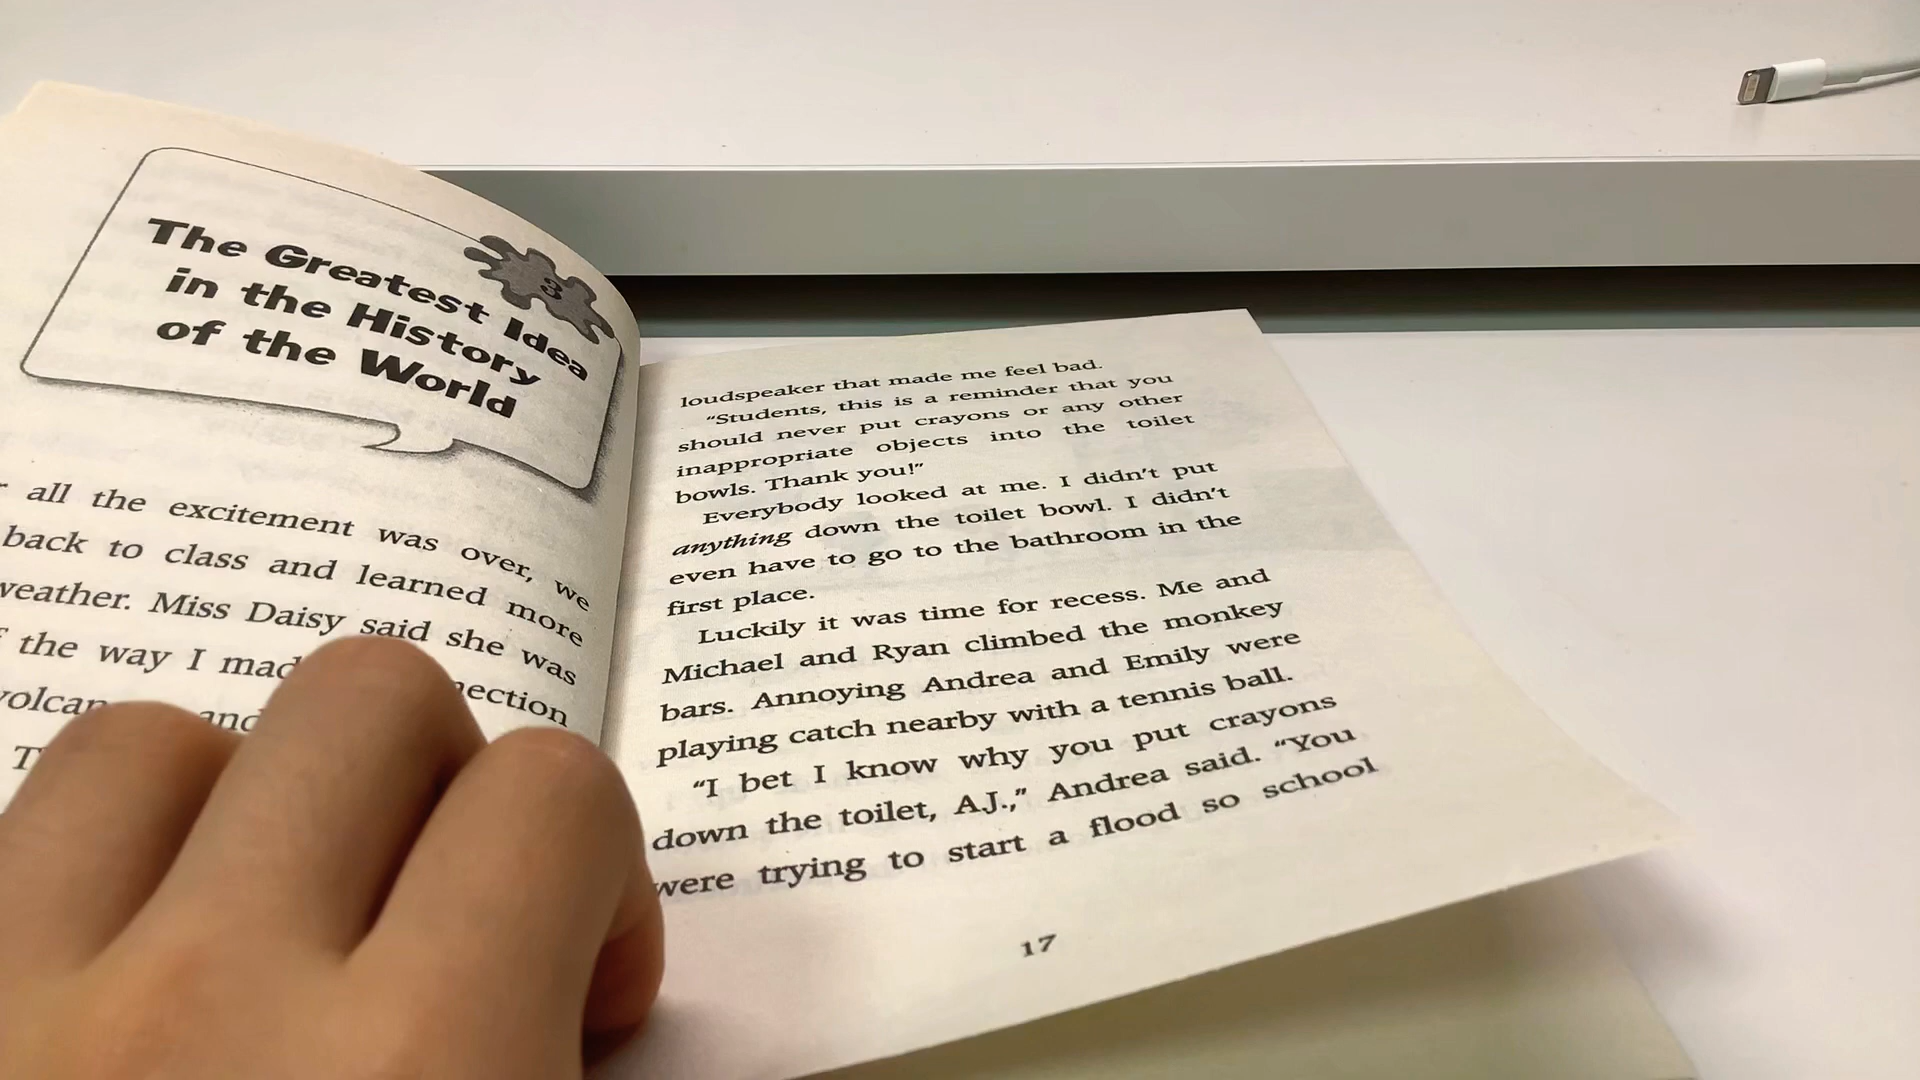 3
The Greatest Idea
in the History
of the World
all the excitement was over, we
back to class and learned more
weather. Miss Daisy said she was
the way I
and
loudspeaker that made me feel bad.
“Students, this is a reminder that you
should never put crayons or any other
inappropriate objects into the toilet
bowls. Thank you!”
Everybody looked at me. I didn’t put
anything down the toilet bowl. I didn’t
even have to go to the bathroom in the
first place.
Luckily it was time for recess. Me and
Michael and Ryan climbed the monkey
bars. Annoying Andrea and Emily were
playing catch nearby with a tennis ball.
“I bet I know why you put crayons
down the toilet, A.J.,” Andrea said. “You
were trying to start a flood so school
17